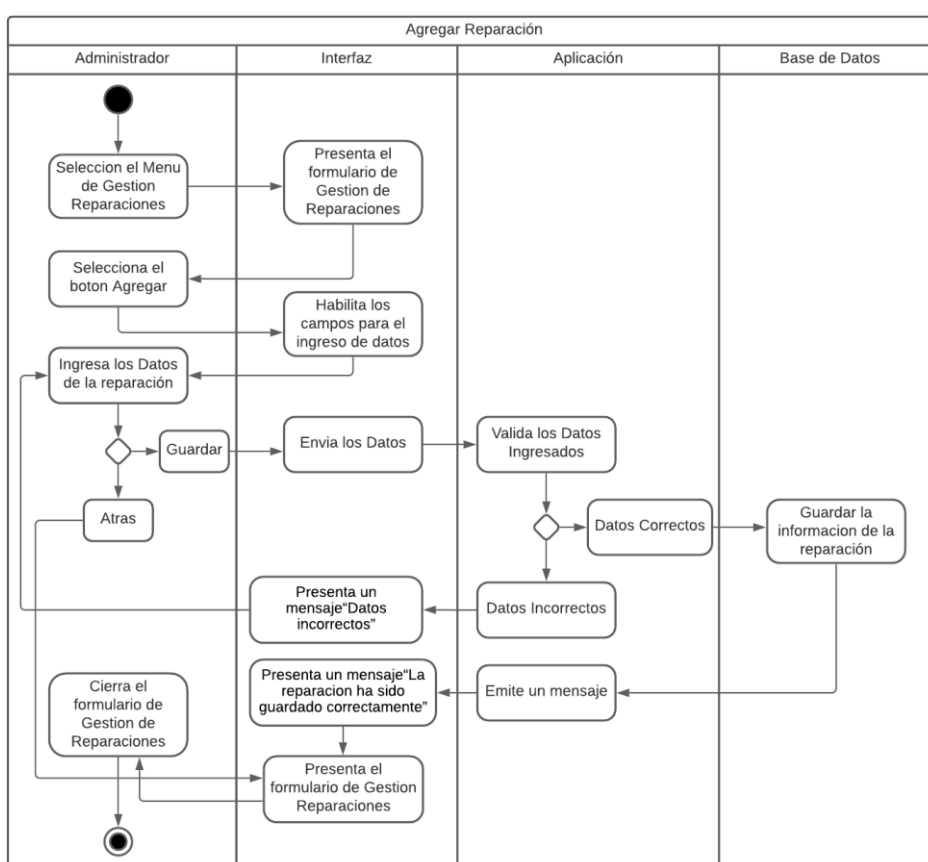 Agregar Reparación
Administrador
Interfaz
Aplicación
Base de Datos
Seleccion el Menu
de Gestion
Reparaciones
Presenta el
formulario de
Gestion de
Reparaciones
Selecciona el
boton Agregar
Habilita los
campos para el
ingreso de datos
Ingresa los Datos
de la reparación
Guardar
Envia los Datos
Valida los Datos
Ingresados
Atras
Datos Correctos
Guardar la
informacion de la
reparación
Presenta un
mensaje“Datos
incorrectos”
Datos Incorrectos
Cierra el
formulario de
Gestion de
Reparaciones
Presenta un mensaje“La
reparacion ha sido
guardado correctamente”
Emite un mensaje
Presenta el
formulario de Gestion
Reparaciones